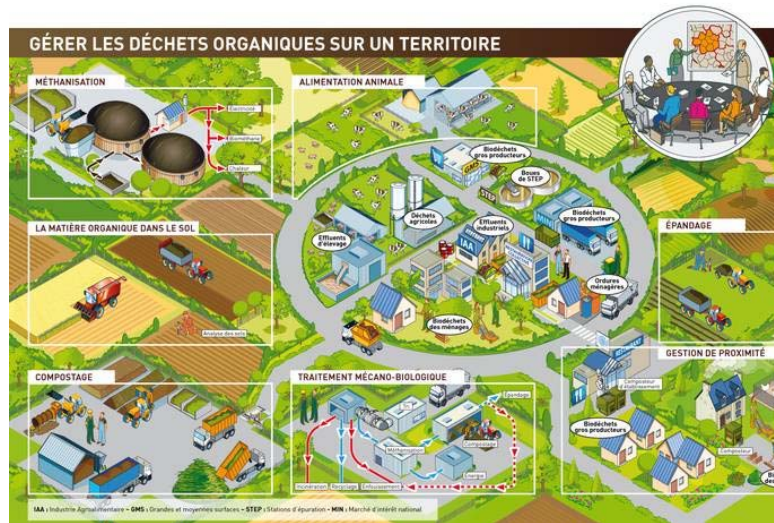 GÉRER LES DÉCHETS ORGANIQUES SUR UN TERRITOIRE
MÉTHANISATION
Électricité
Biométhane
Chaleur
ALIMENTATION ANIMALE
Biodéchets
gros producteurs
GMS
Boues
de STEP
STEP
Déchets
agricoles
Effluents
industriels
MIN
Biodéchets
gros producteurs
Effluents
d'élevage
IAA
RESTAURATION
Ordures
ménagères
Biodéchets
des ménages
LA MATIÈRE ORGANIQUE DANS LE SOL
Analyse des sols
ÉPANDAGE
COMPOSTAGE
TRAITEMENT MÉCANO-BIOLOGIQUE
Épandage
Méthanisation
Compostage
Énergie
Incinération
Recyclage
Enfouissement
GESTION DE PROXIMITÉ
RESTAURANT
Composteur
d'établissement
Biodéchets
gros producteurs
Composteur
IAA : Industrie Agroalimentaire – GMS : Grandes et moyennes surfaces – STEP : Stations d'épuration – MIN : Marché d'intérêt national